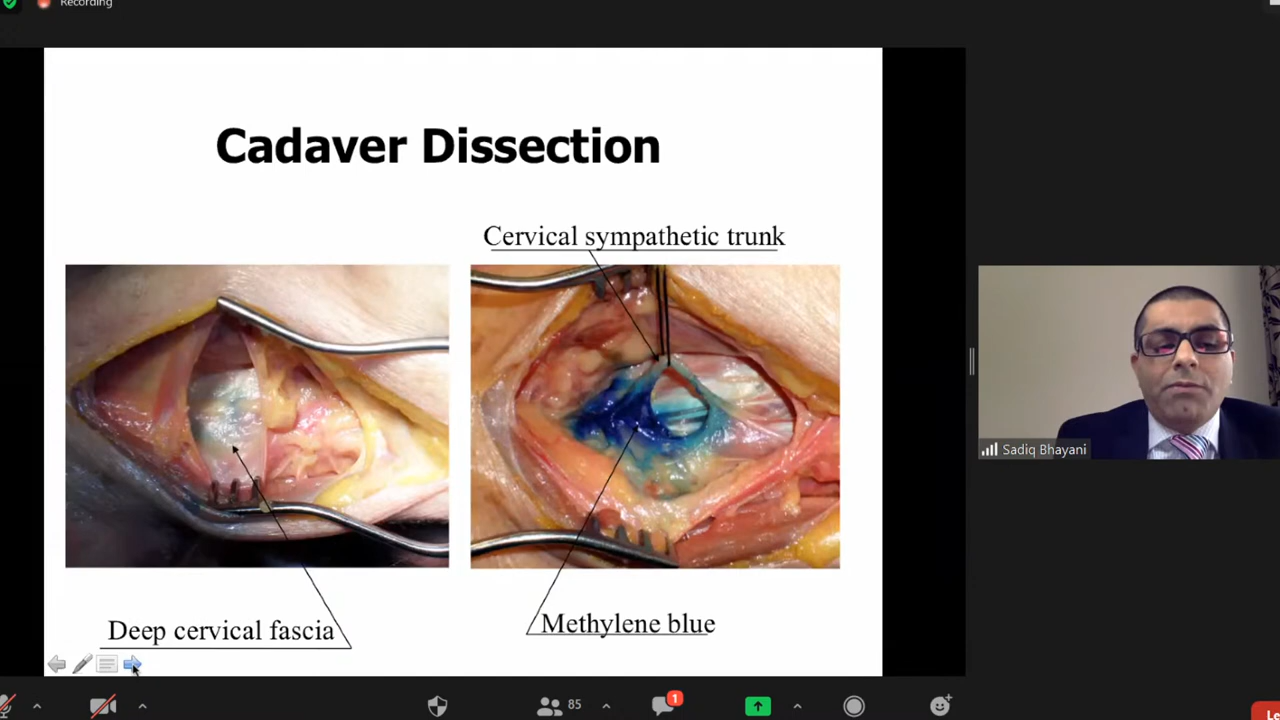 Recording
Cadaver Dissection
Cervical sympathetic trunk
Deep cervical fascia
Methylene blue
Sadiq Bhayani
85
1